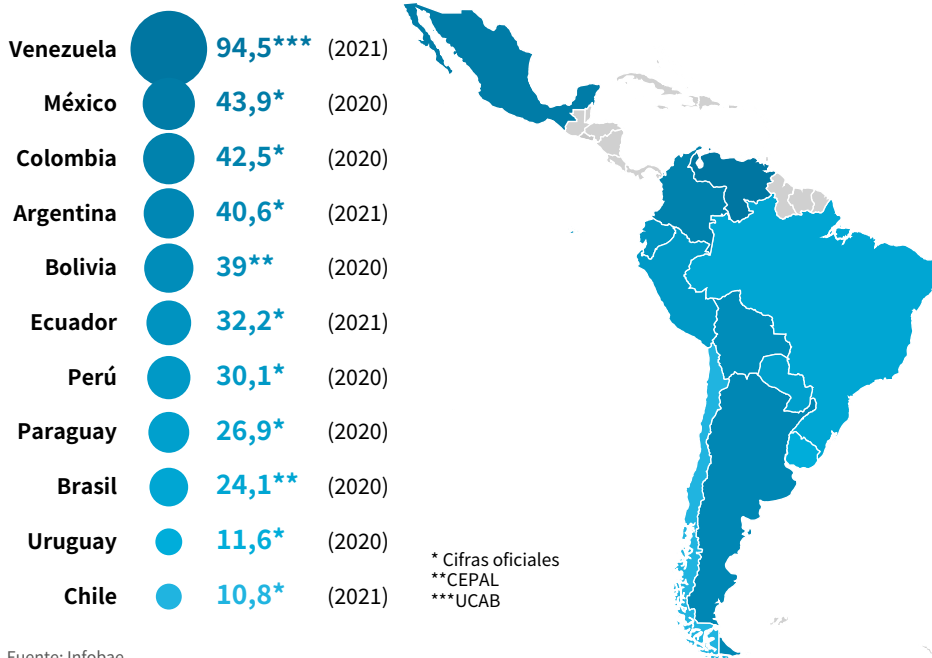 Venezuela 94,5*** (2021)
México 43,9* (2020)
Colombia 42,5* (2020)
Argentina 40,6* (2021)
Bolivia 39** (2020)
Ecuador 32,2* (2021)
Perú 30,1* (2020)
Paraguay 26,9* (2020)
Brasil 24,1** (2020)
Uruguay 11,6* (2020)
Chile 10,8* (2021)
* Cifras oficiales
**CEPAL
***UCAB
Fuente: Infobae